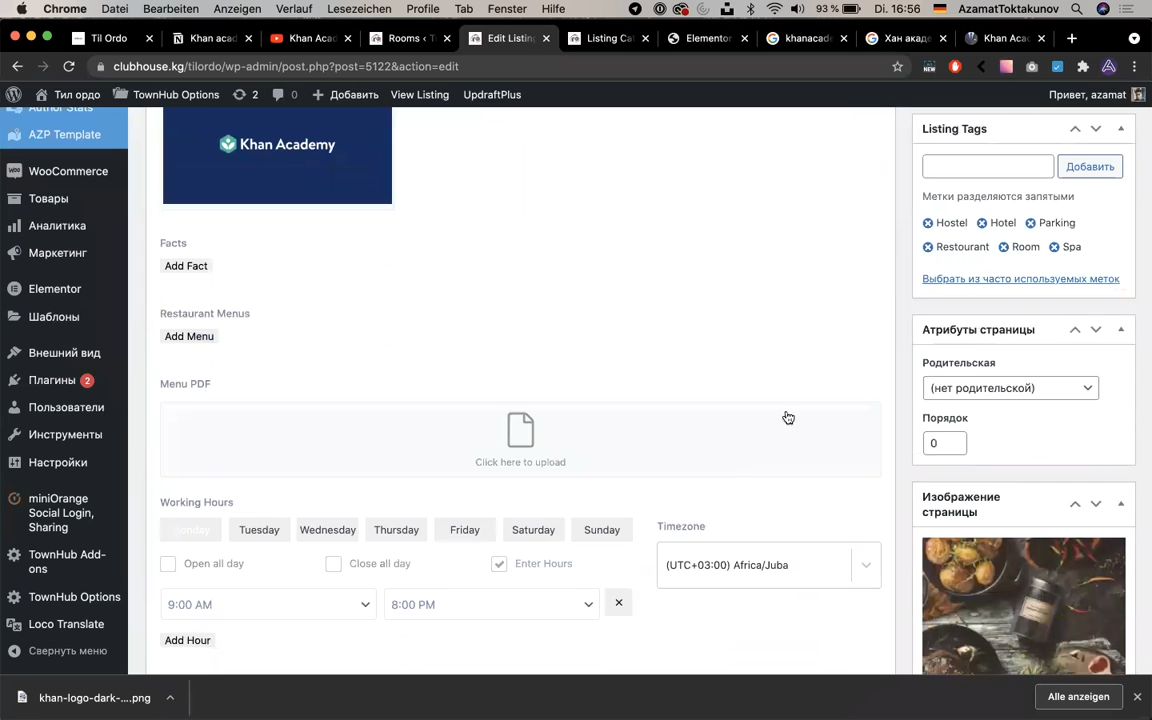 Chrome Datei Bearbeiten Anzeigen Verlauf Lesezeichen Profile Tab Fenster Hilfe 93 % Di. 16:56 AzamatToktakunov
Til Ordo Khan acad Khan Acad Rooms ‹ T Edit Listing Listing Ca Elementor khanacade Хан акаде Khan Aca
clubhouse.kg/tilordo/wp-admin/post.php?post=5122&action=edit
Тил ордо TownHub Options 2 0 Добавить View Listing UpdraftPlus Привет, azamat
Author Stats
AZP Template
WooCommerce
Товары
Аналитика
Маркетинг
Elementor
Шаблоны
Внешний вид
Плагины 2
Пользователи
Инструменты
Настройки
miniOrange
Social Login,
Sharing
TownHub Add-
ons
TownHub Options
Loco Translate
Свернуть меню
Khan Academy
Facts
Add Fact
Restaurant Menus
Add Menu
Menu PDF
Click here to upload
Working Hours
Monday Tuesday Wednesday Thursday Friday Saturday Sunday
Open all day Close all day Enter Hours
9:00 AM 8:00 PM
Add Hour
Timezone
(UTC+03:00) Africa/Juba
Listing Tags
Добавить
Метки разделяются запятыми
Hostel Hotel Parking
Restourant Room Spa
Выбрать из часто используемых меток
Атрибуты страницы
Родительская
(нет родительской)
Порядок
0
Изображение
страницы
khan-logo-dark-....png Alle anzeigen